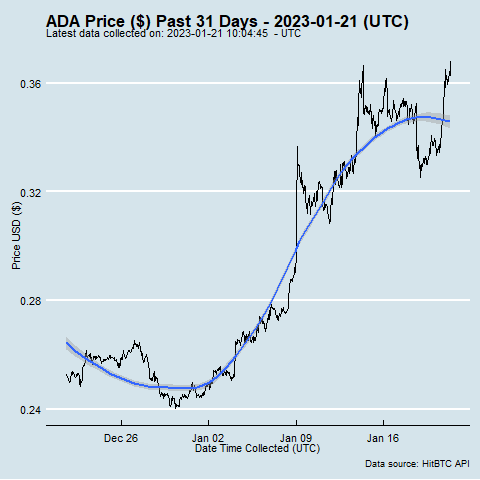 ADA Price ($) Past 31 Days - 2023-01-21 (UTC)
Latest data collected on: 2023-01-21 10:04:45 - UTC
0.36
0.32
0.28
0.24
Price USD ($)
Dec 26 Jan 02 Jan 09 Jan 16
Date Time Collected (UTC)
Data source: HitBTC API